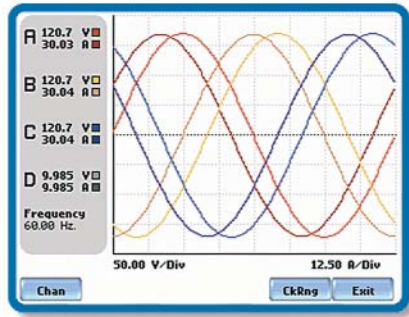 A 120.7 V
30.03 A
B 120.7 V
30.04 A
C 120.7 V
30.04 A
D 9.985 V
9.985 A
Frequency
60.00 Hz.
50.00 V/Div 12.50 A/Div
Chan CkRng Exit